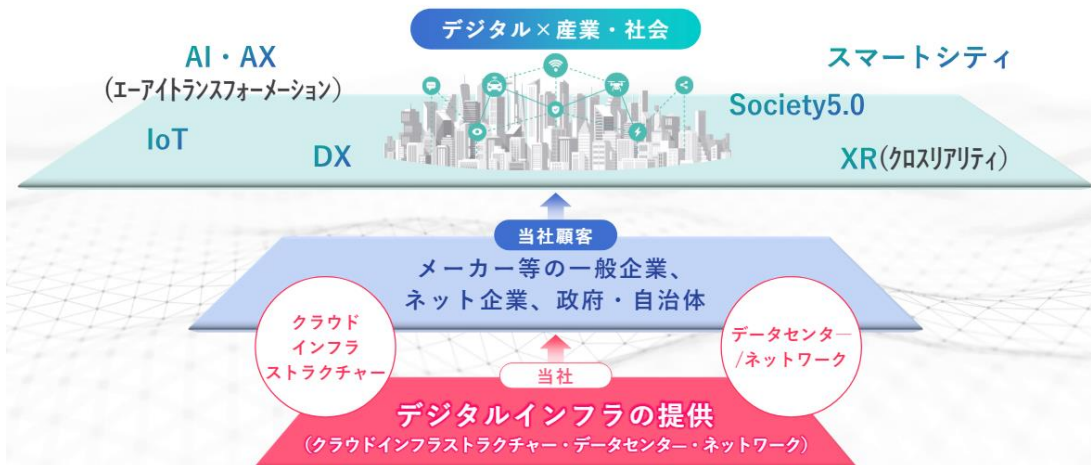 デジタル×産業・社会
AI・AX
(ｴｰｱｲﾄﾗﾝｽﾌｫｰﾒｰｼｮﾝ)
スマートシティ
Society5.0
IoT
DX
XR(ｸﾛｽﾘｱﾘﾃｨ)
当社顧客
メーカー等の一般企業、
ネット企業、政府・自治体
クラウド
インフラ
ストラクチャー
データセンター
/ネットワーク
当社
デジタルインフラの提供
(クラウドインフラストラクチャー・データセンター・ネットワーク)